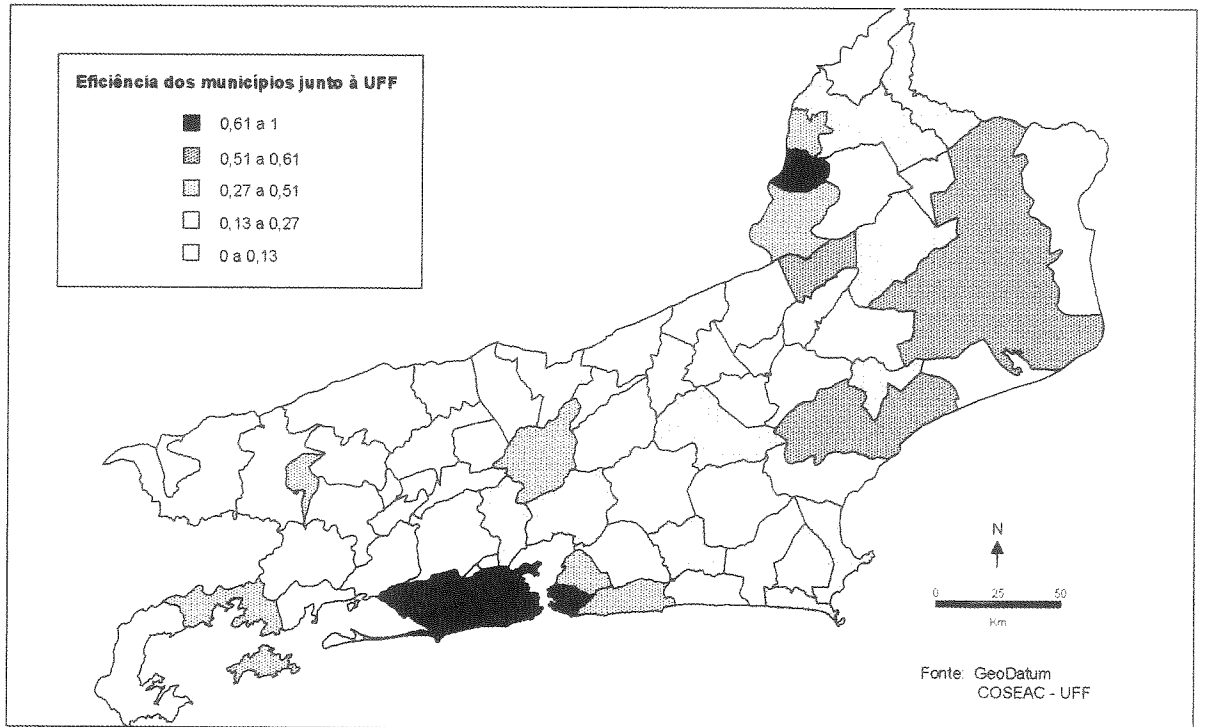 Eficiência dos municípios junto à UFF
0,61 a 1
0,51 a 0,61
0,27 a 0,51
0,13 a 0,27
0 a 0,13
N
0 25 50
Km
Fonte: GeoDatum
COSEAC - UFF